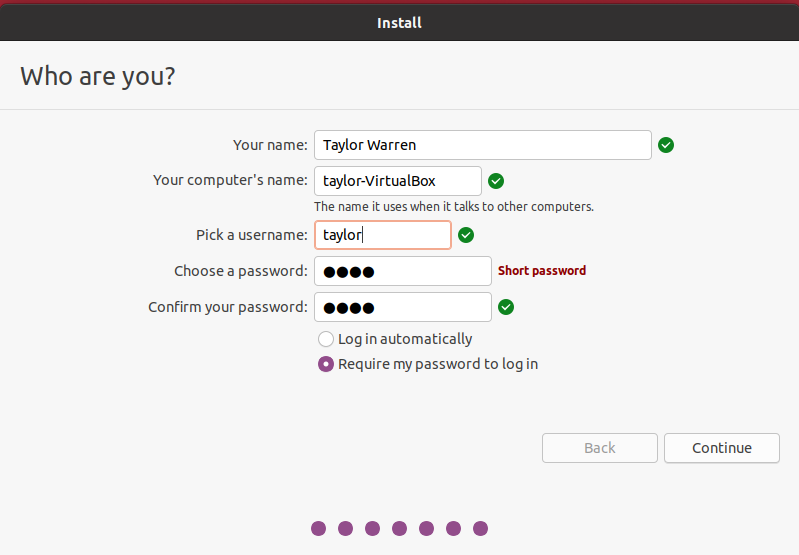 Install
Who are you?
Your name: Taylor Warren
Your computer's name: taylor-VirtualBox
The name it uses when it talks to other computers.
Pick a username: taylor
Choose a password: ●●●● Short password
Confirm your password: ●●●●
Log in automatically
Require my password to log in
Back Continue